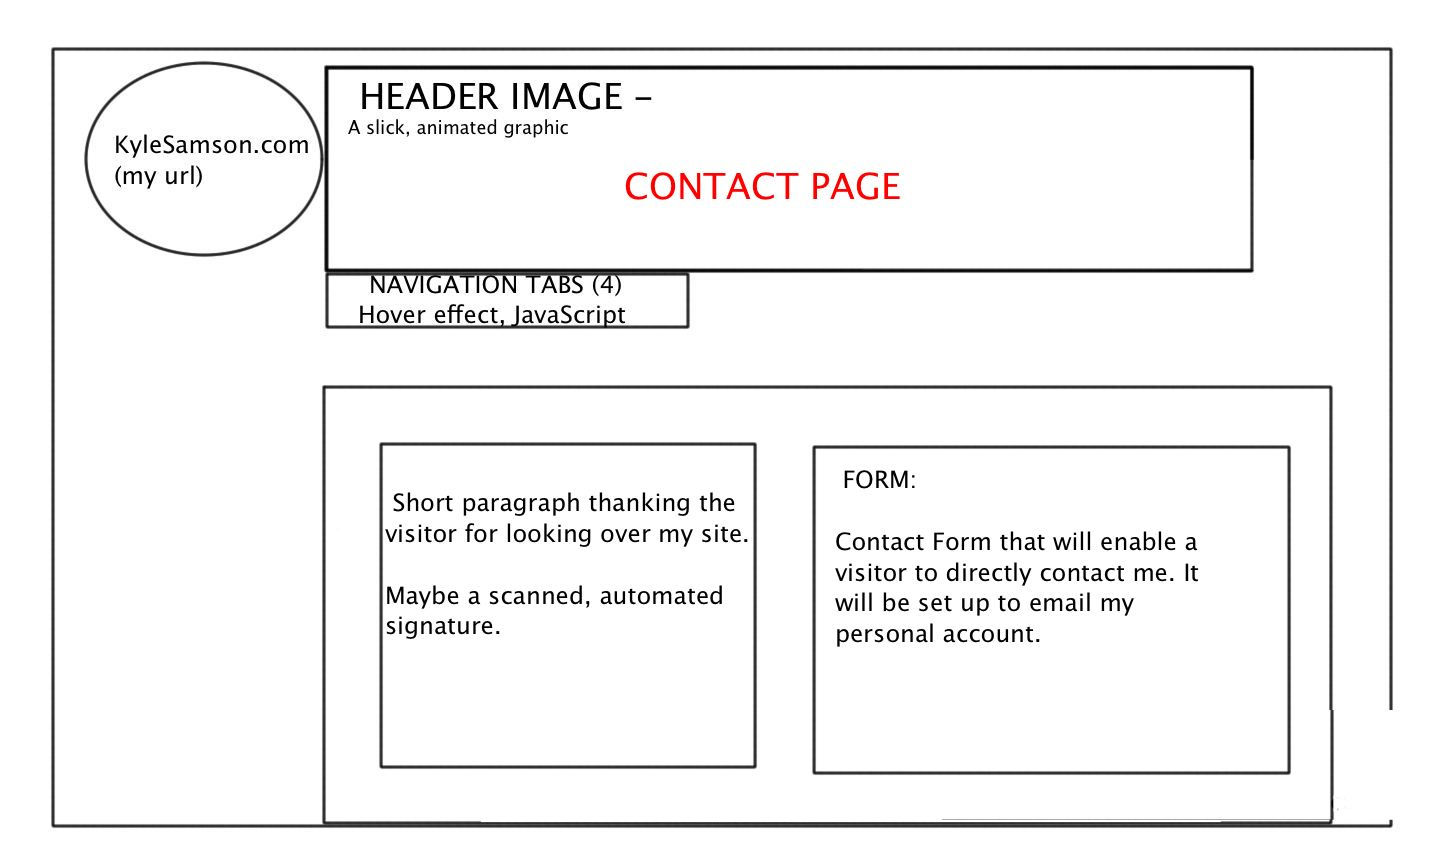 KyleSamson.com
(my url)
HEADER IMAGE –
A slick, animated graphic
CONTACT PAGE
NAVIGATION TABS (4)
Hover effect, JavaScript
Short paragraph thanking the
visitor for looking over my site.
Maybe a scanned, automated
signature.
FORM:
Contact Form that will enable a
visitor to directly contact me. It
will be set up to email my
personal account.